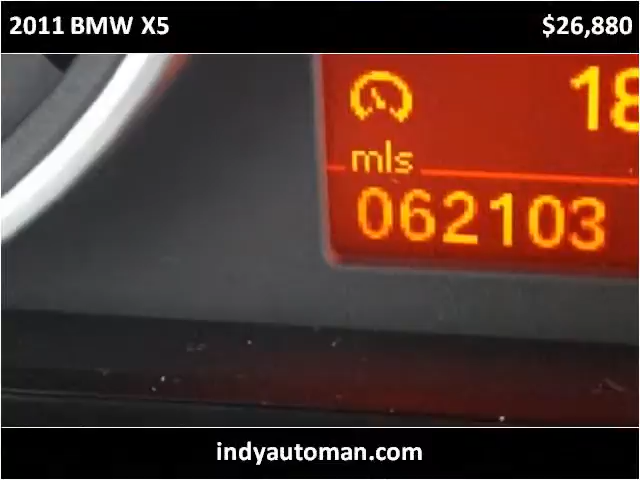 2011 BMW X5 $26,880
18
mls
062103
indyautoman.com